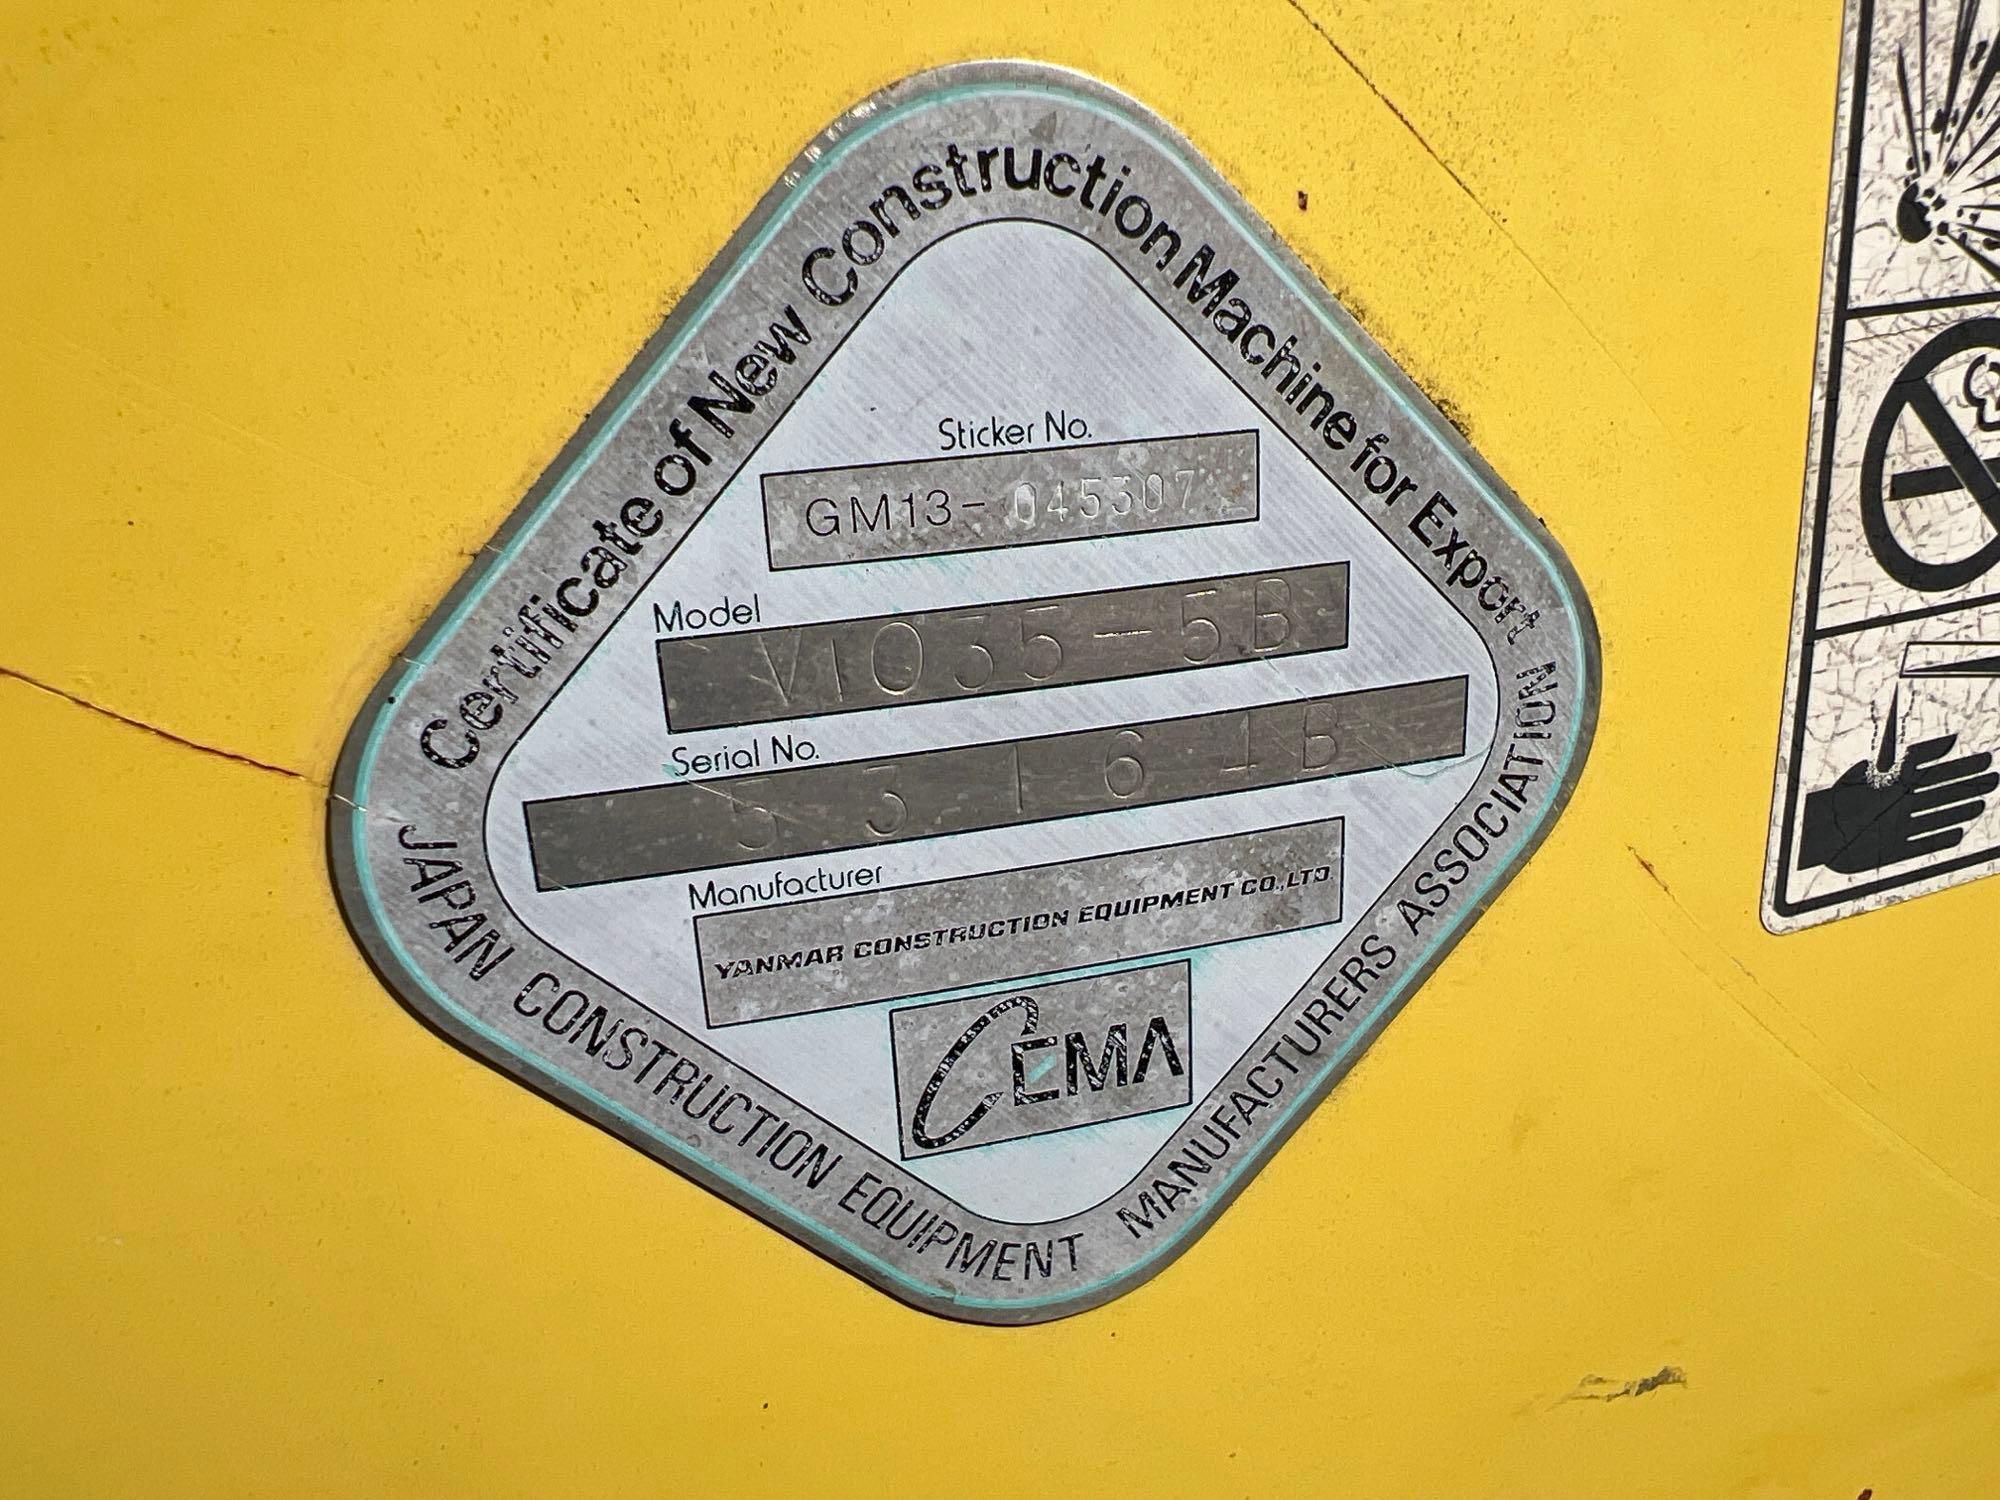 Certificate of New Construction Machine for Export
Sticker No.
GM13-045307
Model
ViO35-5B
Serial No.
Manufacturer
YANMAR CONSTRUCTION EQUIPMENT CO.,LTD.
CEMA
JAPAN CONSTRUCTION EQUIPMENT MANUFACTURERS ASSOCIATION